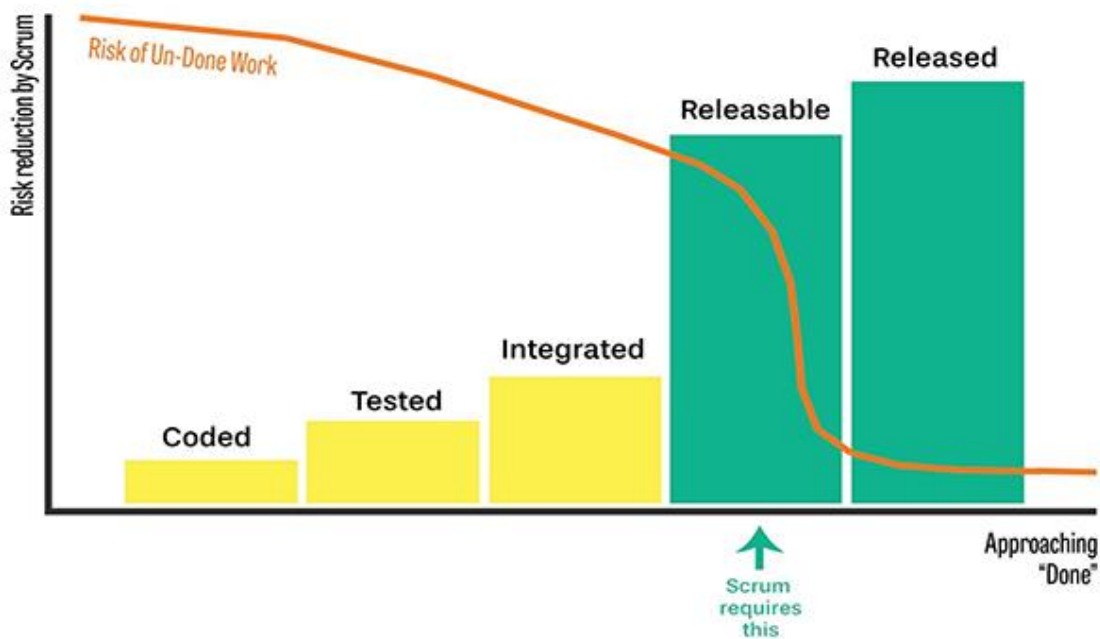 Risk reduction by Scrum
Risk of Un-Done Work
Coded
Tested
Integrated
Releasable
Released
Scrum
requires
this
Approaching
"Done"